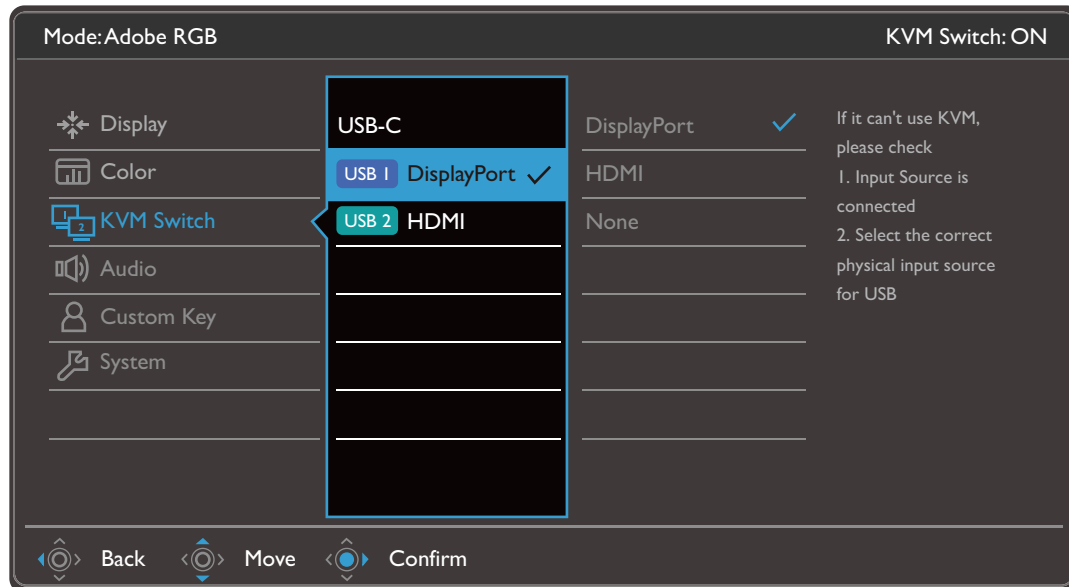 Mode: Adobe RGB
KVM Switch: ON
Display
Color
1 2 KVM Switch
Audio
Custom Key
System
USB-C
USB 1 DisplayPort
USB 2 HDMI
DisplayPort
HDMI
None
If it can't use KVM,
please check
1. Input Source is
connected
2. Select the correct
physical input source
for USB
Back
Move
Confirm